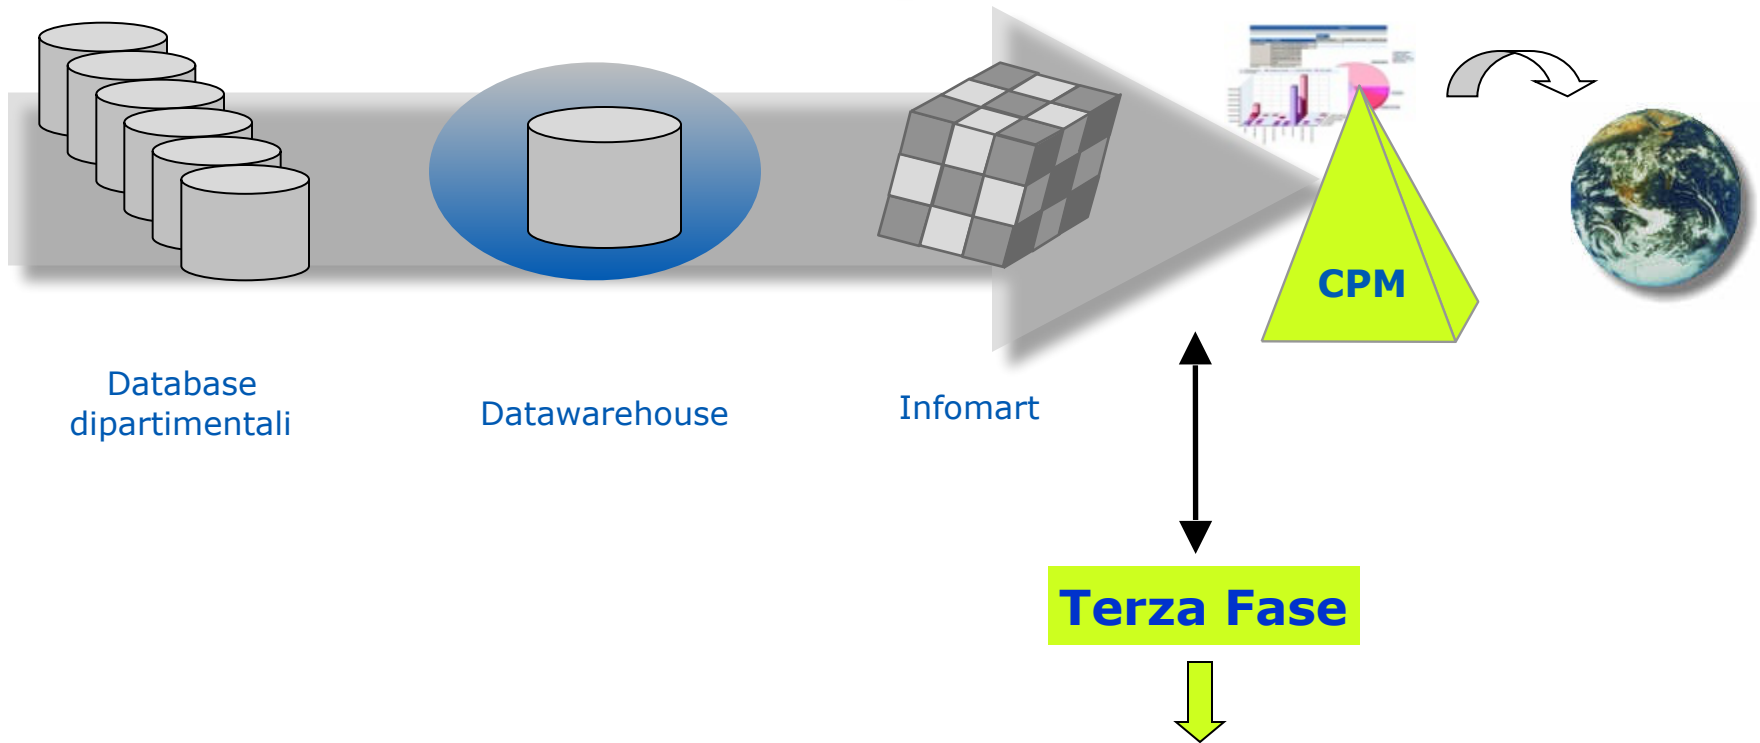 CPM
Database
dipartimentali
Datawarehouse
Infomart
Terza Fase